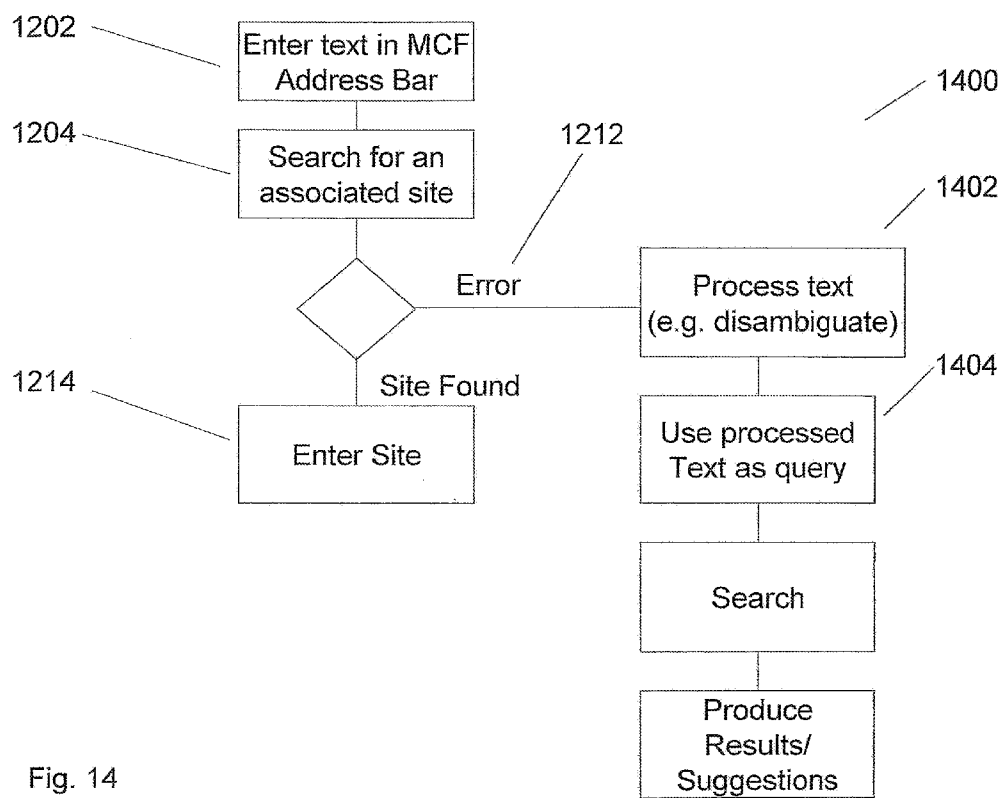 1202
Enter text in MCF
Address Bar
1400
1204
Search for an
associated site
1212
1402
Error
Process text
(e.g. disambiguate)
1214
Site Found
1404
Enter Site
Use processed
Text as query
Search
Produce
Results/
Suggestions
Fig. 14